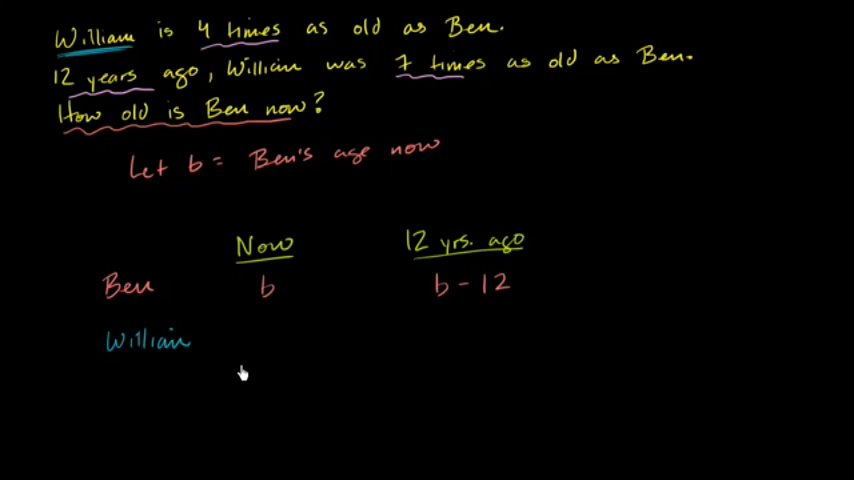 William is 4 times as old as Ben.
12 years ago, William was 7 times as old as Ben.
How old is Ben now?
Let b = Ben's age now
Now 12 yrs. ago
Ben b b - 12
William